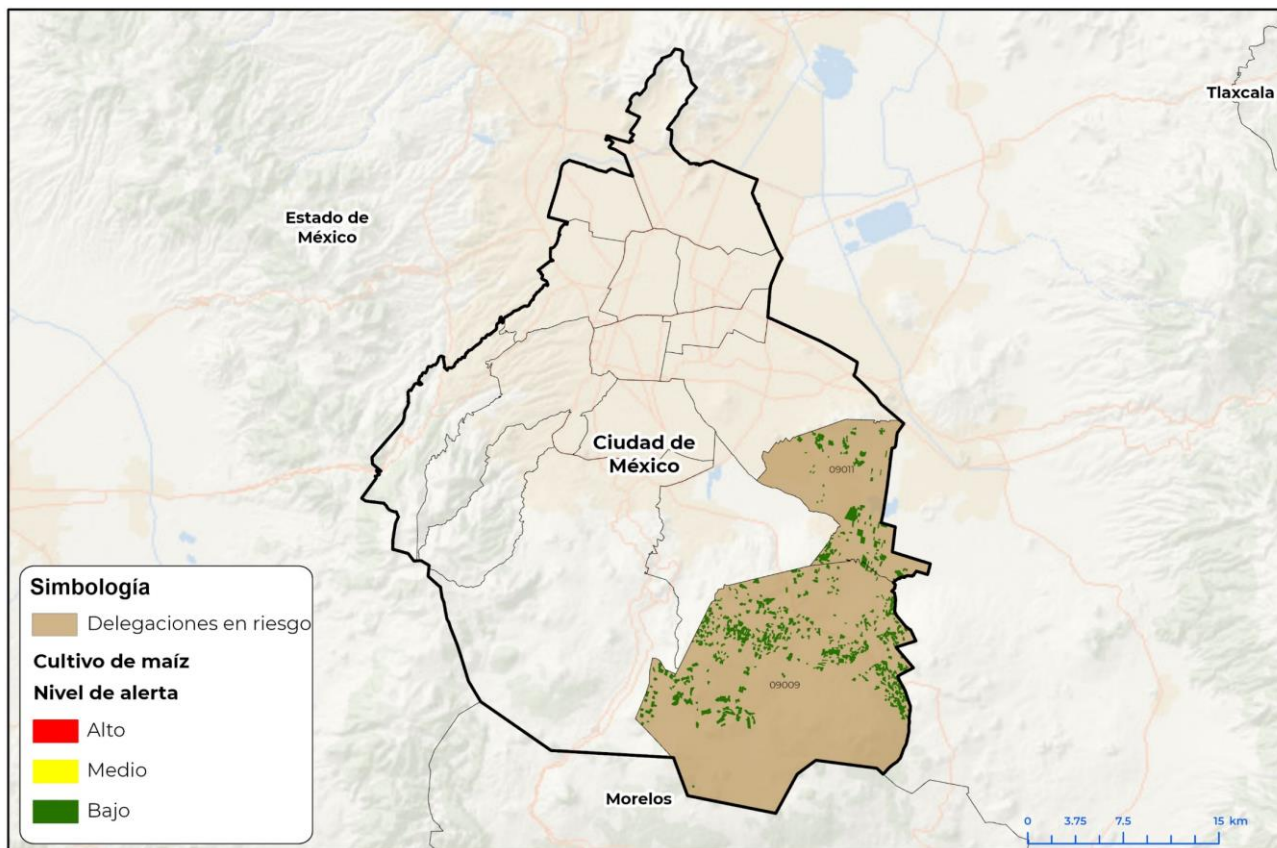 Tlaxcala
Estado de
México
Ciudad de
México
09011
09009
Morelos
Simbología
Delegaciones en riesgo
Cultivo de maíz
Nivel de alerta
Alto
Medio
Bajo
0 3.75 7.5 15 km